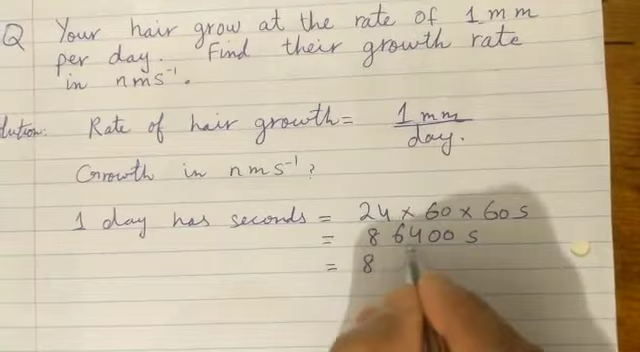 Q Your hair grow at the rate of 1 mm
per day. Find their growth rate
in nms⁻¹.
lution: Rate of hair growth = 1 mm / day.
Growth in nms⁻¹?
1 day has seconds = 24 × 60 × 60 s
= 86400 s
= 8